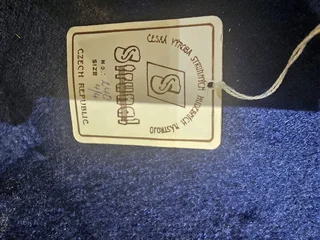 ČESKÁ VÝROBA STRUNNÝCH HUDEBNÍCH NÁSTROJŮ
S
Strunal
NO.:
SIZE
CZECH REPUBLIC